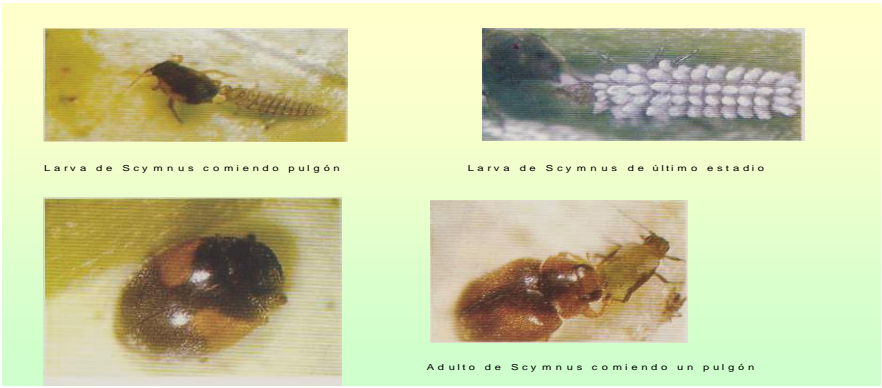 Larva de Scymnus comiendo pulgón
Larva de Scymnus de último estadio
Adulto de Scymnus comiendo un pulgón